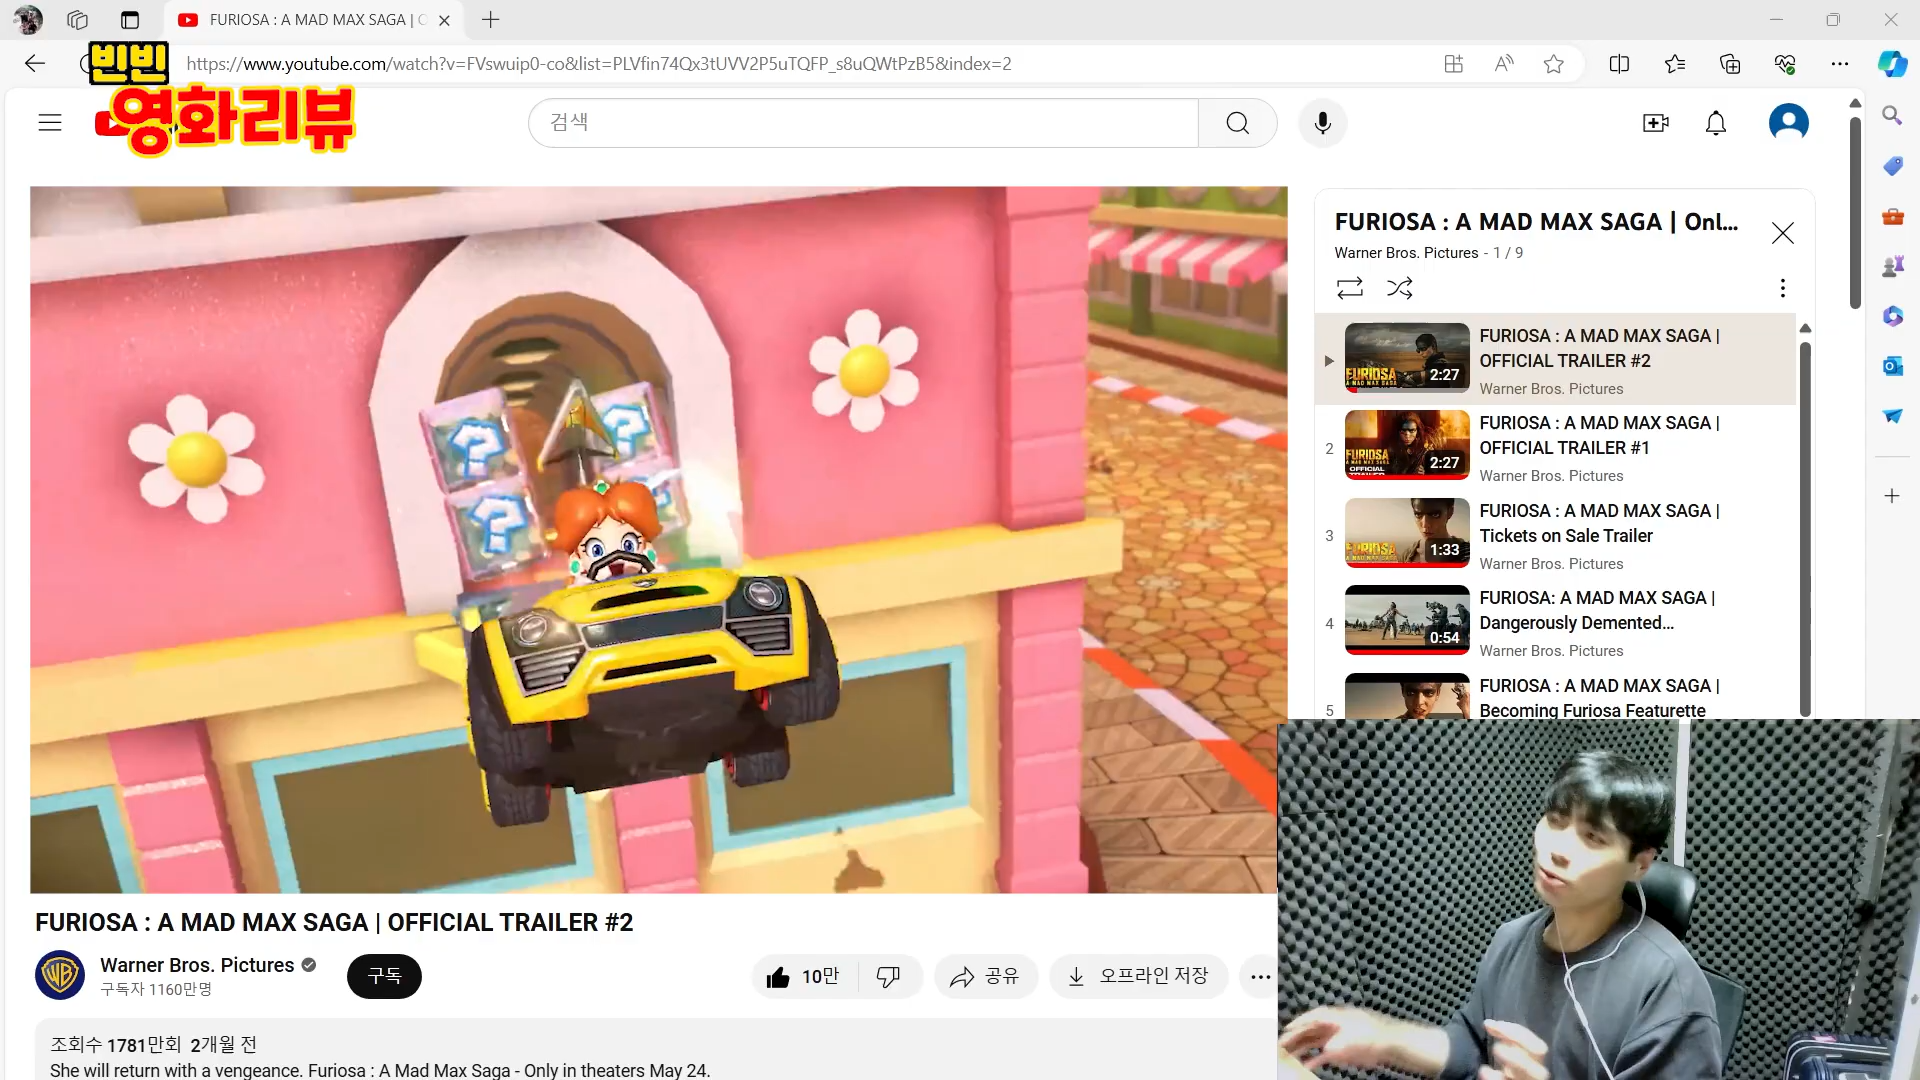 FURIOSA : A MAD MAX SAGA | O
빈빈
영화리뷰
https://www.youtube.com/watch?v=FVswuip0-co&list=PLVfin74Qx3tUVV2P5uTQFP_s8uQWtPzB5&index=2
검색
FURIOSA : A MAD MAX SAGA | Onl...
Warner Bros. Pictures - 1 / 9
FURIOSA : A MAD MAX SAGA |
OFFICIAL TRAILER #2
Warner Bros. Pictures
FURIOSA
2:27
2
FURIOSA : A MAD MAX SAGA |
OFFICIAL TRAILER #1
Warner Bros. Pictures
FURIOSA
2:27
3
FURIOSA : A MAD MAX SAGA |
Tickets on Sale Trailer
Warner Bros. Pictures
FURIOSA
1:33
4
FURIOSA: A MAD MAX SAGA |
Dangerously Demented...
Warner Bros. Pictures
0:54
5
FURIOSA : A MAD MAX SAGA |
Becoming Furiosa Featurette
? ?
?
FURIOSA : A MAD MAX SAGA | OFFICIAL TRAILER #2
Warner Bros. Pictures
구독자 1160만명
구독
10만
공유
오프라인 저장
조회수 1781만회 2개월 전
She will return with a vengeance. Furiosa : A Mad Max Saga - Only in theaters May 24.